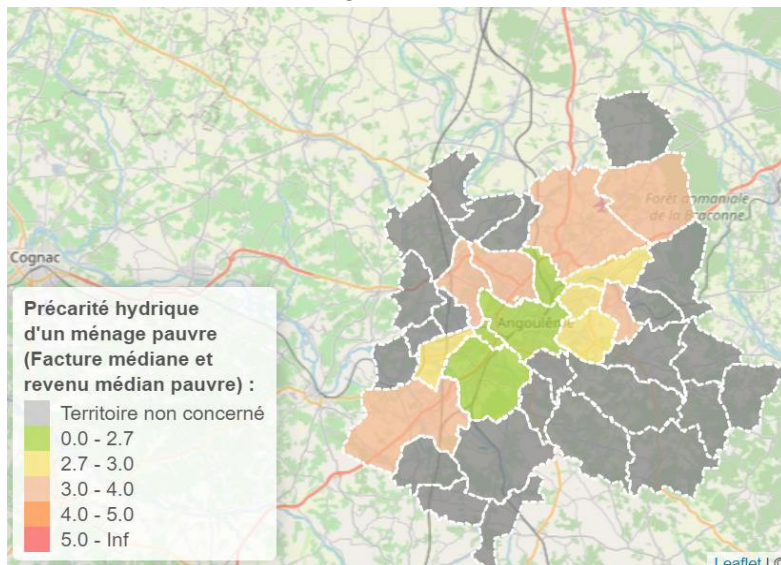 Forêt domaniale
de la Braconne
Cognac
Angoulême
Précarité hydrique
d'un ménage pauvre
(Facture médiane et
revenu médian pauvre) :
Territoire non concerné
0.0 - 2.7
2.7 - 3.0
3.0 - 4.0
4.0 - 5.0
5.0 - Inf
Leaflet | ©